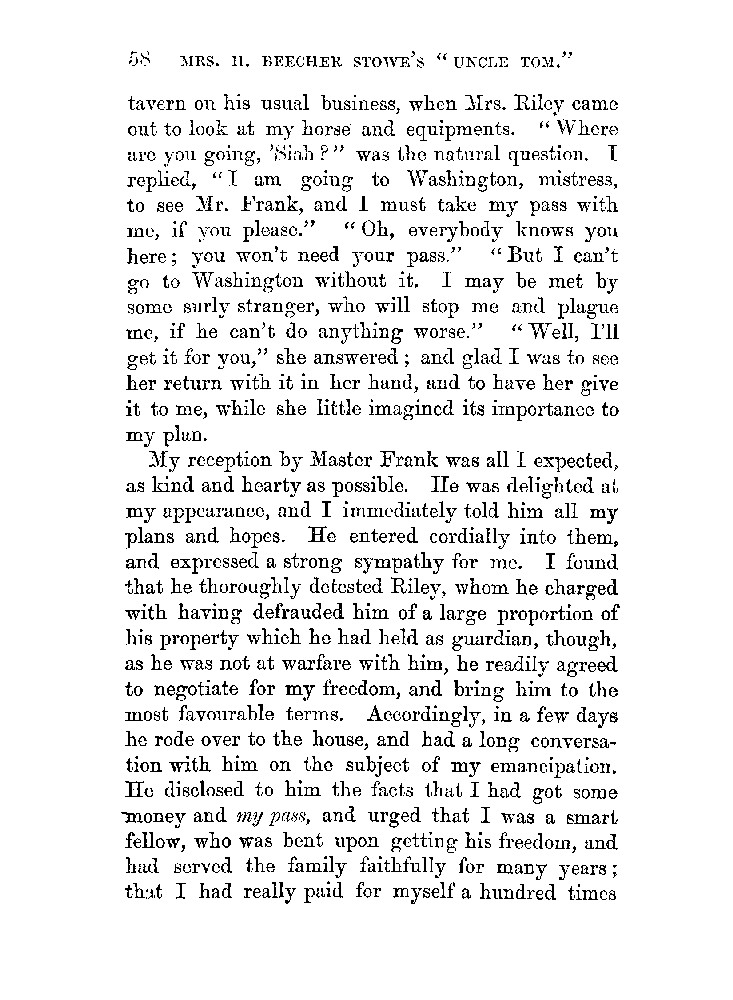 58 MRS. H. BEECHER STOWE'S "UNCLE TOM."
tavern on his usual business, when Mrs. Riley came
out to look at my horse and equipments. "Where
are you going, 'Siah?" was the natural question. I
replied, "I am going to Washington, mistress,
to see Mr. Frank, and I must take my pass with
me, if you please." "Oh, everybody knows you
here; you won't need your pass." "But I can't
go to Washington without it. I may be met by
some surly stranger, who will stop me and plague
me, if he can't do anything worse." "Well, I'll
get it for you," she answered; and glad I was to see
her return with it in her hand, and to have her give
it to me, while she little imagined its importance to
my plan.
My reception by Master Frank was all I expected,
as kind and hearty as possible. He was delighted at
my appearance, and I immediately told him all my
plans and hopes. He entered cordially into them,
and expressed a strong sympathy for me. I found
that he thoroughly detested Riley, whom he charged
with having defrauded him of a large proportion of
his property which he had held as guardian, though,
as he was not at warfare with him, he readily agreed
to negotiate for my freedom, and bring him to the
most favourable terms. Accordingly, in a few days
he rode over to the house, and had a long conversa-
tion with him on the subject of my emancipation.
He disclosed to him the facts that I had got some
money and my pass, and urged that I was a smart
fellow, who was bent upon getting his freedom, and
had served the family faithfully for many years;
that I had really paid for myself a hundred times